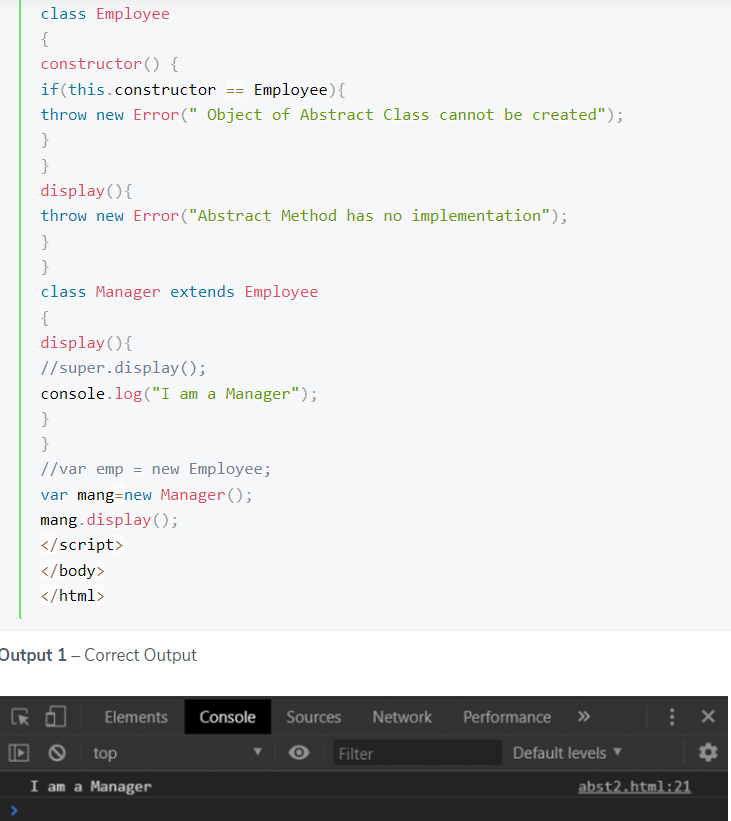 class Employee
{
constructor() {
if(this.constructor == Employee){
throw new Error(" Object of Abstract Class cannot be created");
}
}
display(){
throw new Error("Abstract Method has no implementation");
}
}
class Manager extends Employee
{
display(){
//super.display();
console.log("I am a Manager");
}
}
//var emp = new Employee;
var mang=new Manager();
mang.display();
</script>
</body>
</html>
Output 1 – Correct Output
Elements Console Sources Network Performance »
top ▼ Filter Default levels ▼
I am a Manager abst2.html:21
>